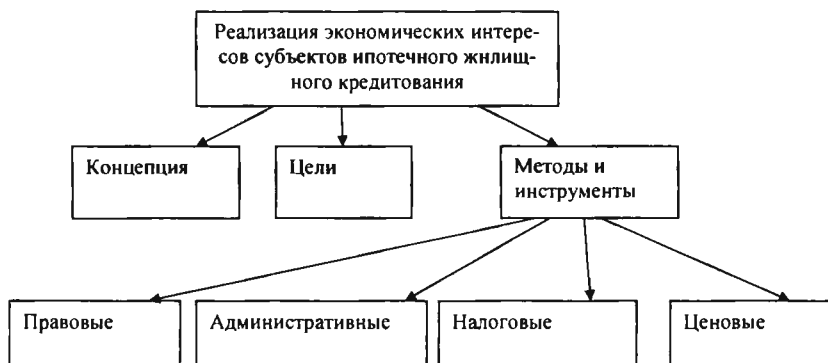 Реализация экономических интере-
сов субъектов ипотечного жилищ-
ного кредитования
Концепция
Цели
Методы и
инструменты
Правовые
Административные
Налоговые
Ценовые